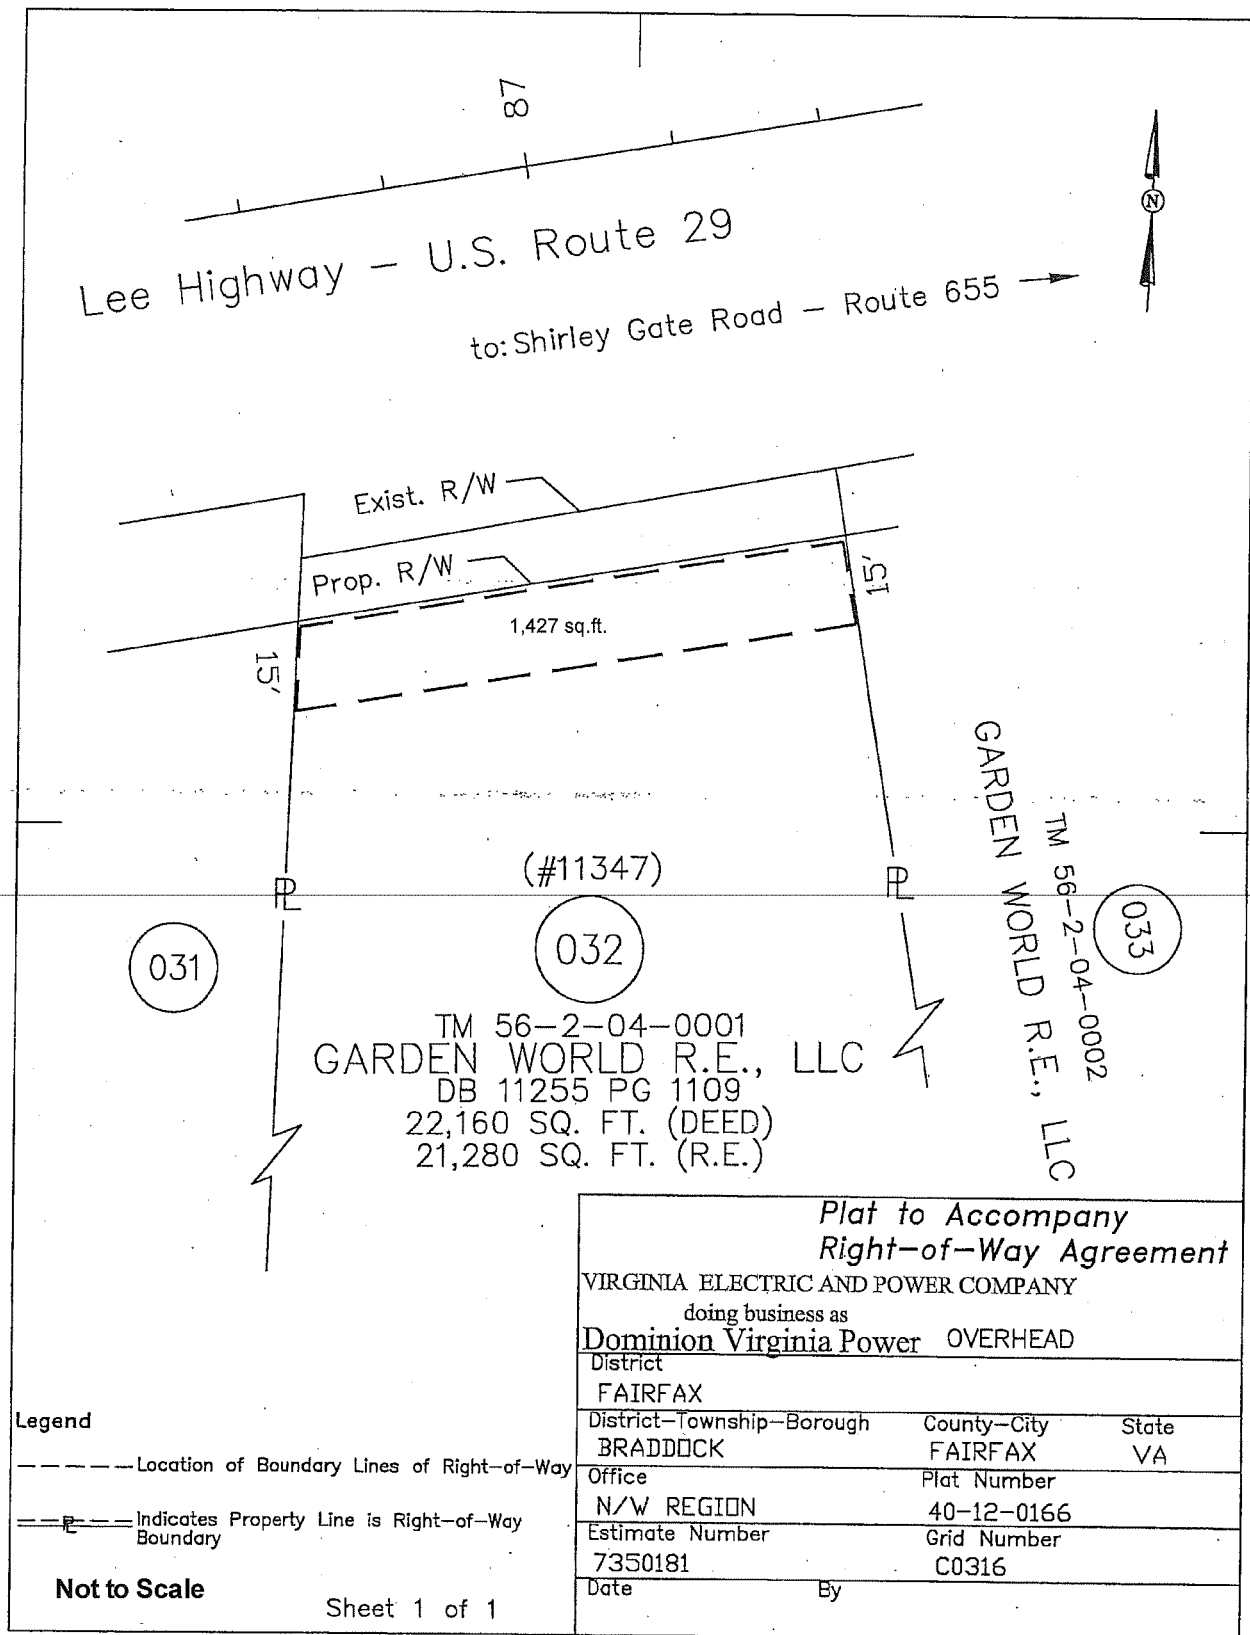 87
Lee Highway - U.S. Route 29
to: Shirley Gate Road - Route 655
N
Exist. R/W
Prop. R/W
15'
1,427 sq.ft.
15'
(#11347)
PL
PL
031
032
033
TM 56-2-04-0002
GARDEN WORLD R.E., LLC
TM 56-2-04-0001
GARDEN WORLD R.E., LLC
DB 11255 PG 1109
22,160 SQ. FT. (DEED)
21,280 SQ. FT. (R.E.)
Plat to Accompany
Right-of-Way Agreement
VIRGINIA ELECTRIC AND POWER COMPANY
doing business as
Dominion Virginia Power OVERHEAD
District
FAIRFAX
District-Township-Borough County-City State
BRADDOCK FAIRFAX VA
Office Plat Number
N/W REGION 40-12-0166
Estimate Number Grid Number
7350181 C0316
Date By
Legend
Location of Boundary Lines of Right-of-Way
PL Indicates Property Line is Right-of-Way
Boundary
Not to Scale
Sheet 1 of 1